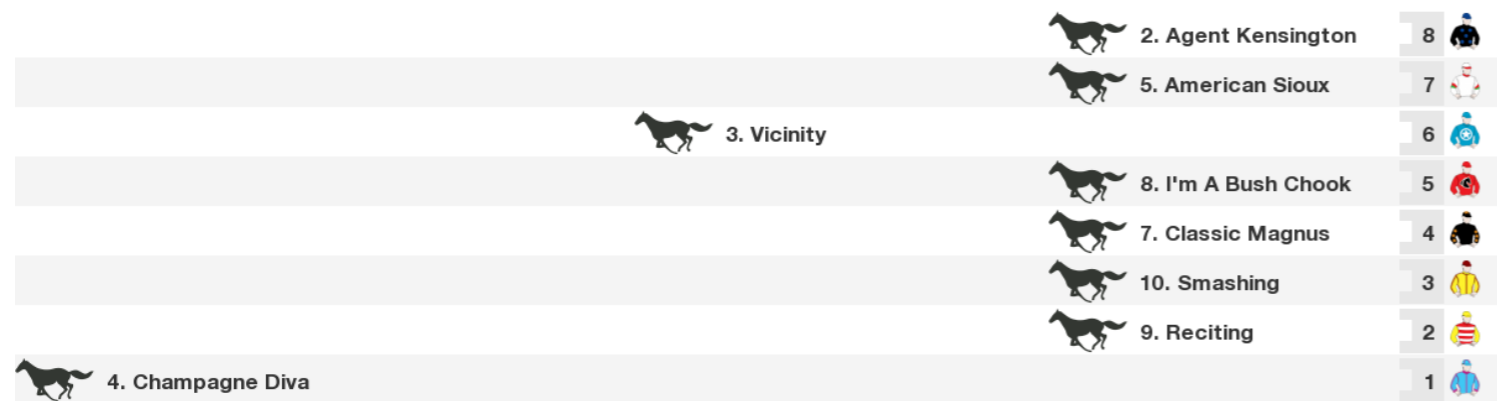 2. Agent Kensington 8
5. American Sioux 7
3. Vicinity 6
8. I'm A Bush Chook 5
7. Classic Magnus 4
10. Smashing 3
9. Reciting 2
4. Champagne Diva 1